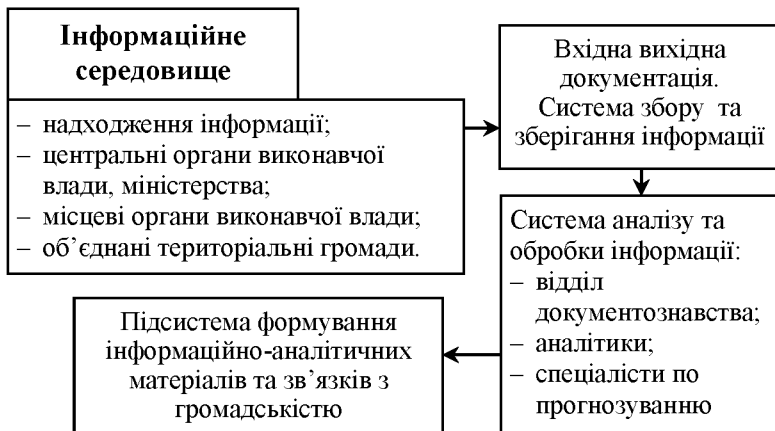 Інформаційне
середовище
– надходження інформації;
– центральні органи виконавчої
влади, міністерства;
– місцеві органи виконавчої влади;
– об’єднані територіальні громади.
Вхідна вихідна
документація.
Система збору та
зберігання інформації
Система аналізу та
обробки інформації:
– відділ
документознавства;
– аналітики;
– спеціалісти по
прогнозуванню
Підсистема формування
інформаційно-аналітичних
матеріалів та зв’язків з
громадськістю